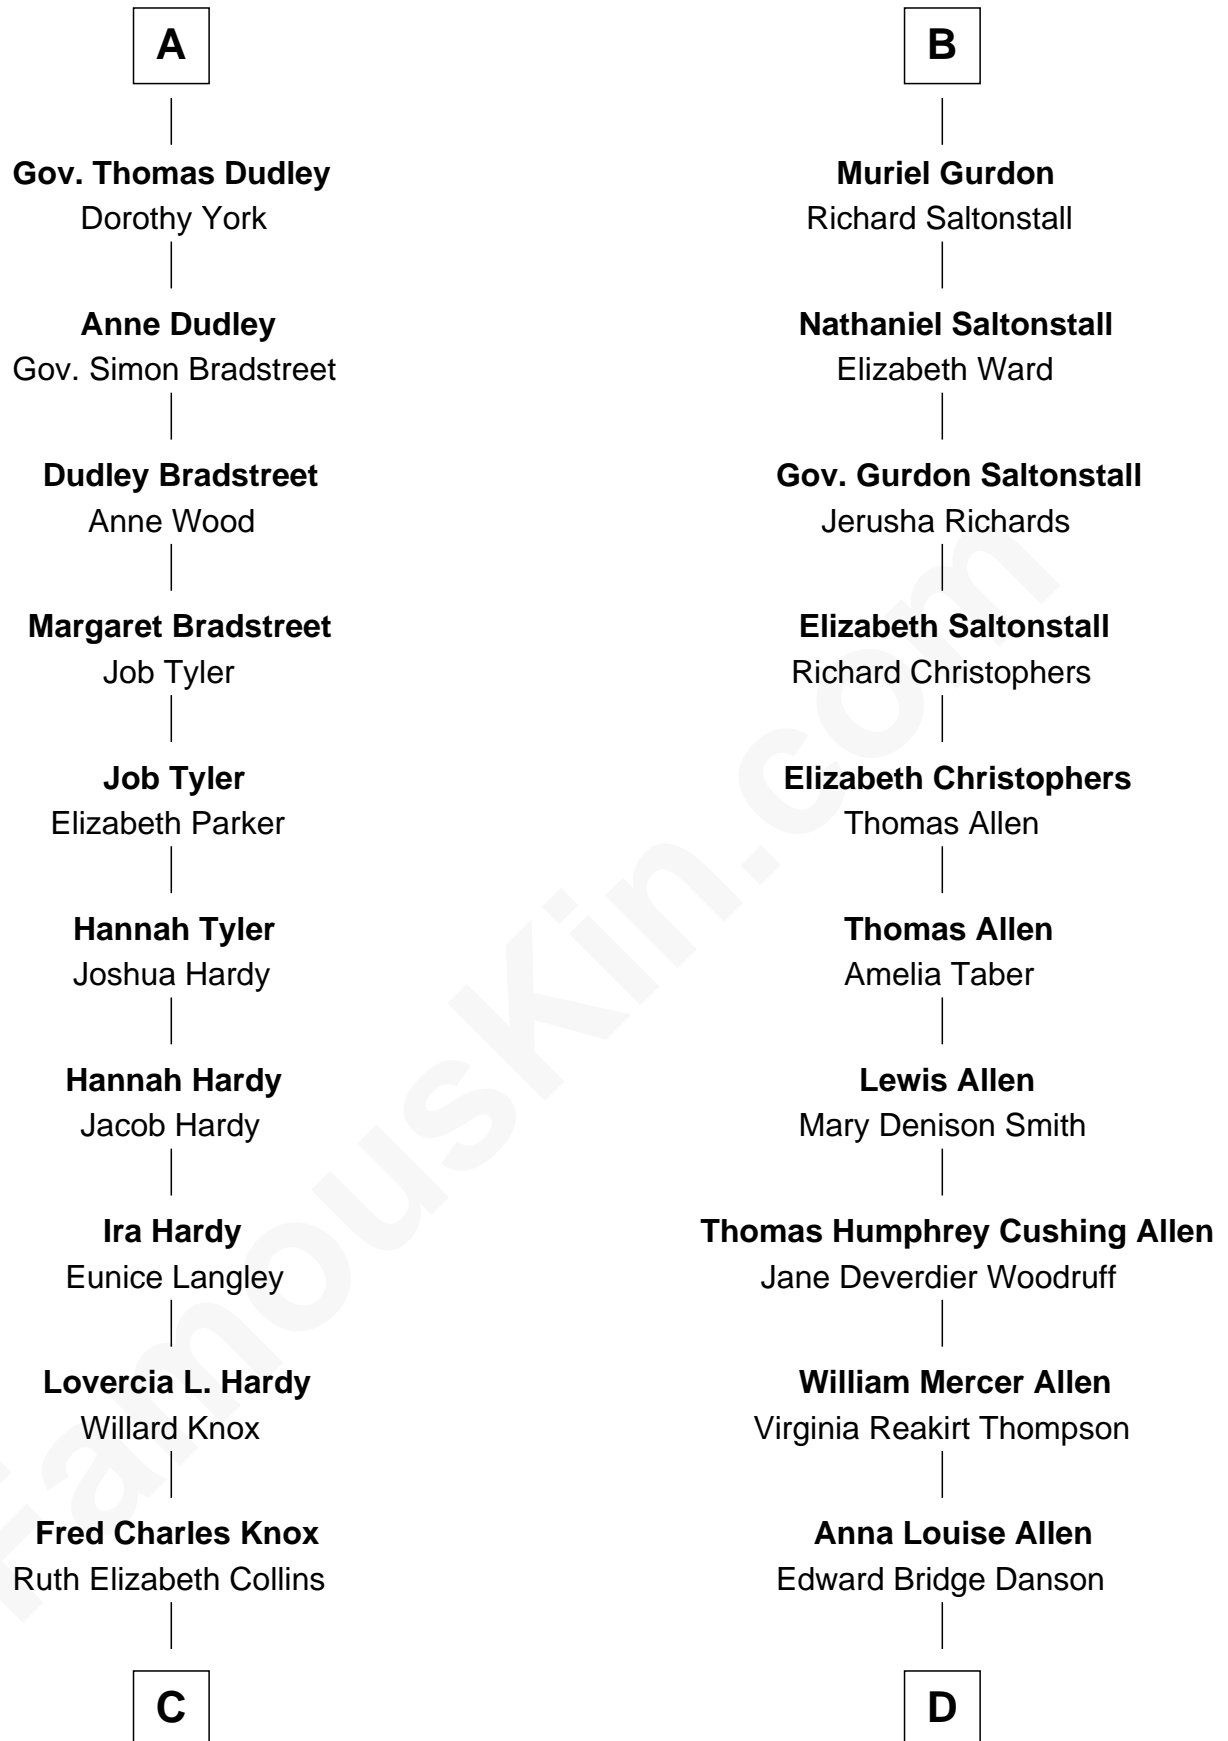 A
Gov. Thomas Dudley
Dorothy York
Anne Dudley
Gov. Simon Bradstreet
Dudley Bradstreet
Anne Wood
Margaret Bradstreet
Job Tyler
Job Tyler
Elizabeth Parker
Hannah Tyler
Joshua Hardy
Hannah Hardy
Jacob Hardy
Ira Hardy
Eunice Langley
Lovercia L. Hardy
Willard Knox
Fred Charles Knox
Ruth Elizabeth Collins
C
B
Muriel Gurdon
Richard Saltonstall
Nathaniel Saltonstall
Elizabeth Ward
Gov. Gurdon Saltonstall
Jerusha Richards
Elizabeth Saltonstall
Richard Christophers
Elizabeth Christophers
Thomas Allen
Thomas Allen
Amelia Taber
Lewis Allen
Mary Denison Smith
Thomas Humphrey Cushing Allen
Jane Deverdier Woodruff
William Mercer Allen
Virginia Reakirt Thompson
Anna Louise Allen
Edward Bridge Danson
D
FamousKin.com